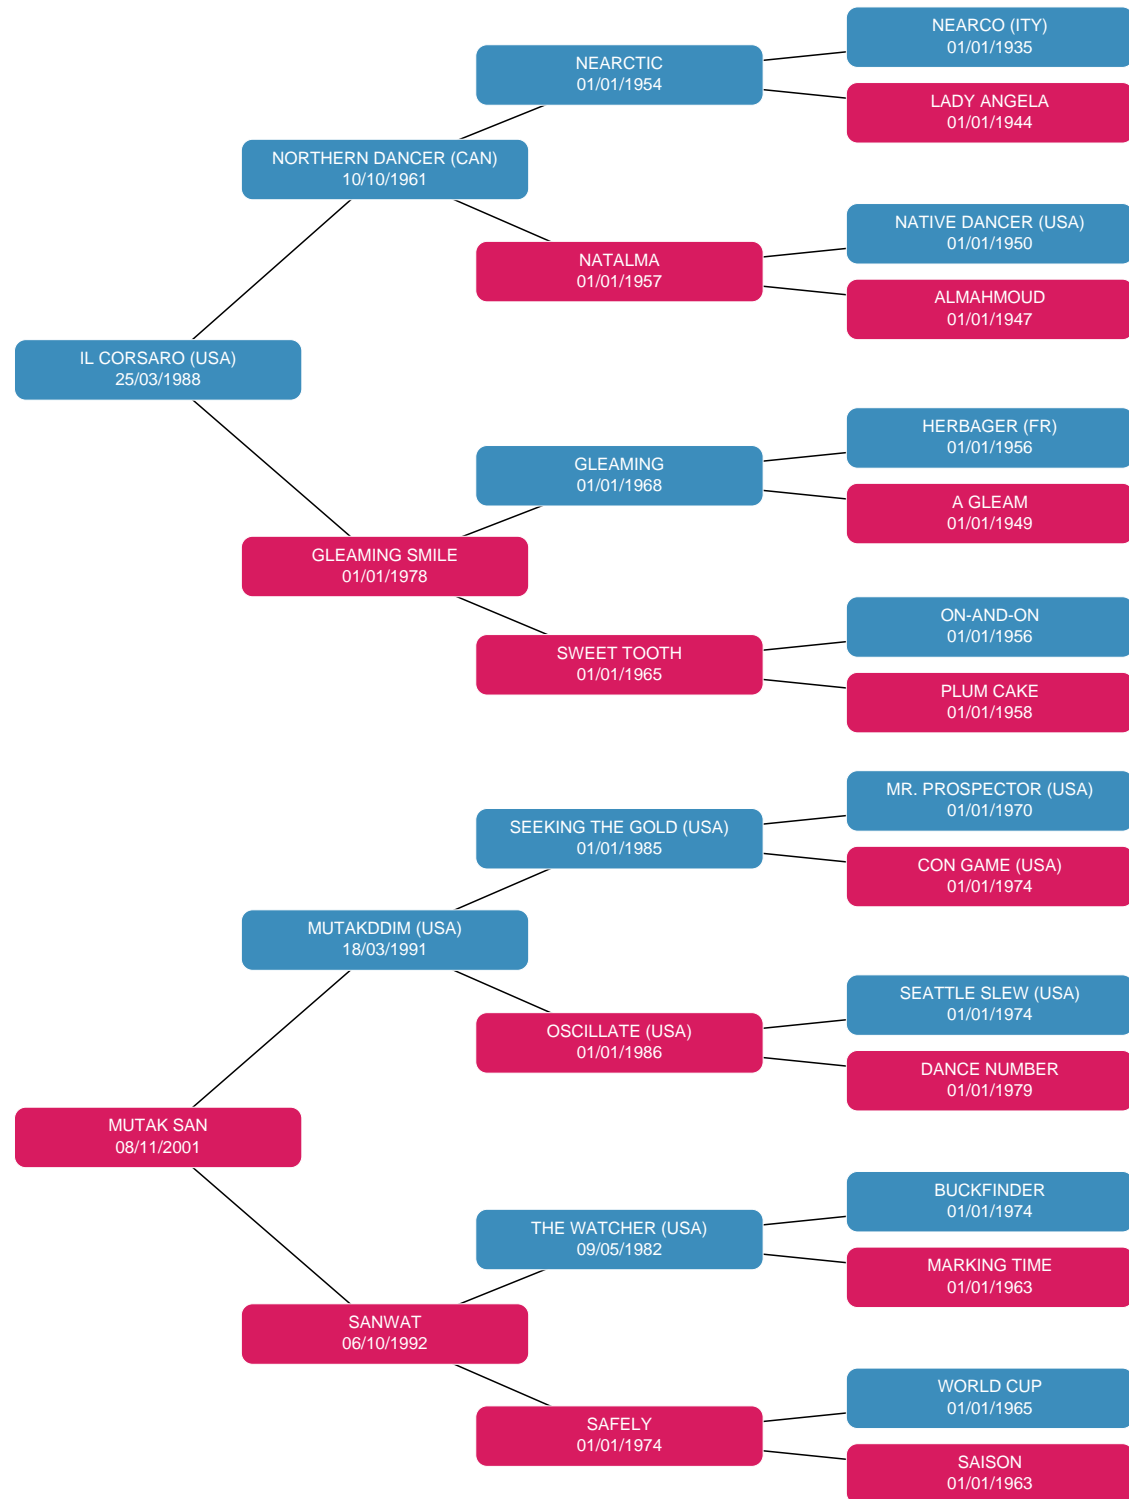 NEARCO (ITY)
01/01/1935
NEARCTIC
01/01/1954
LADY ANGELA
01/01/1944
NORTHERN DANCER (CAN)
10/10/1961
NATIVE DANCER (USA)
01/01/1950
NATALMA
01/01/1957
ALMAHMOUD
01/01/1947
IL CORSARO (USA)
25/03/1988
HERBAGER (FR)
01/01/1956
GLEAMING
01/01/1968
A GLEAM
01/01/1949
GLEAMING SMILE
01/01/1978
ON-AND-ON
01/01/1956
SWEET TOOTH
01/01/1965
PLUM CAKE
01/01/1958
MR. PROSPECTOR (USA)
01/01/1970
SEEKING THE GOLD (USA)
01/01/1985
CON GAME (USA)
01/01/1974
MUTAKDDIM (USA)
18/03/1991
SEATTLE SLEW (USA)
01/01/1974
OSCILLATE (USA)
01/01/1986
DANCE NUMBER
01/01/1979
MUTAK SAN
08/11/2001
BUCKFINDER
01/01/1974
THE WATCHER (USA)
09/05/1982
MARKING TIME
01/01/1963
SANWAT
06/10/1992
WORLD CUP
01/01/1965
SAFELY
01/01/1974
SAISON
01/01/1963